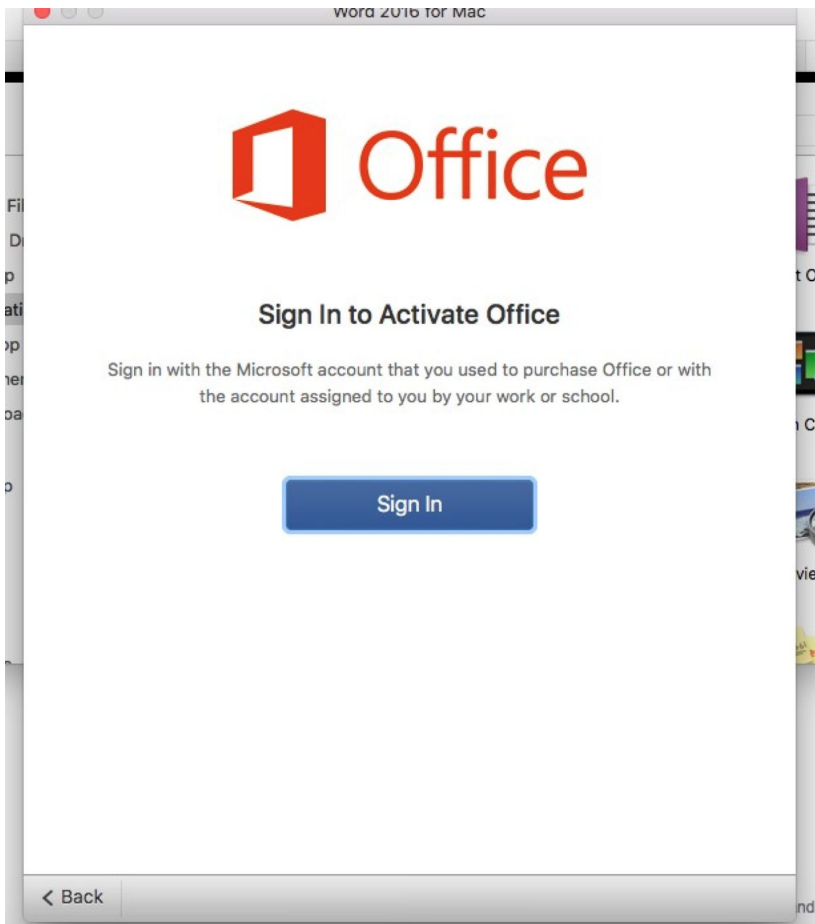 Word 2016 for Mac
Office
Sign In to Activate Office
Sign in with the Microsoft account that you used to purchase Office or with
the account assigned to you by your work or school.
Sign In
Back